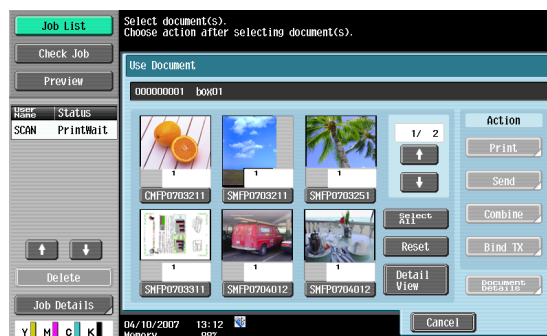 Job List
Select document(s).
Choose action after selecting document(s).
Check Job
Preview
Use Document
000000001 box01
User Name
Status
SCAN PrintWait
1
1
1
CMFP0703211
SMFP0703211
SMFP0703251
1/ 2
Action
Print
Send
Select All
Combine
Reset
Bind TX
1
1
1
SMFP0703311
SMFP0704012
SMFP0704012
Detail View
Document Details
Delete
Job Details
Y M C K
04/10/2007 13:12
Memory 99%
Cancel